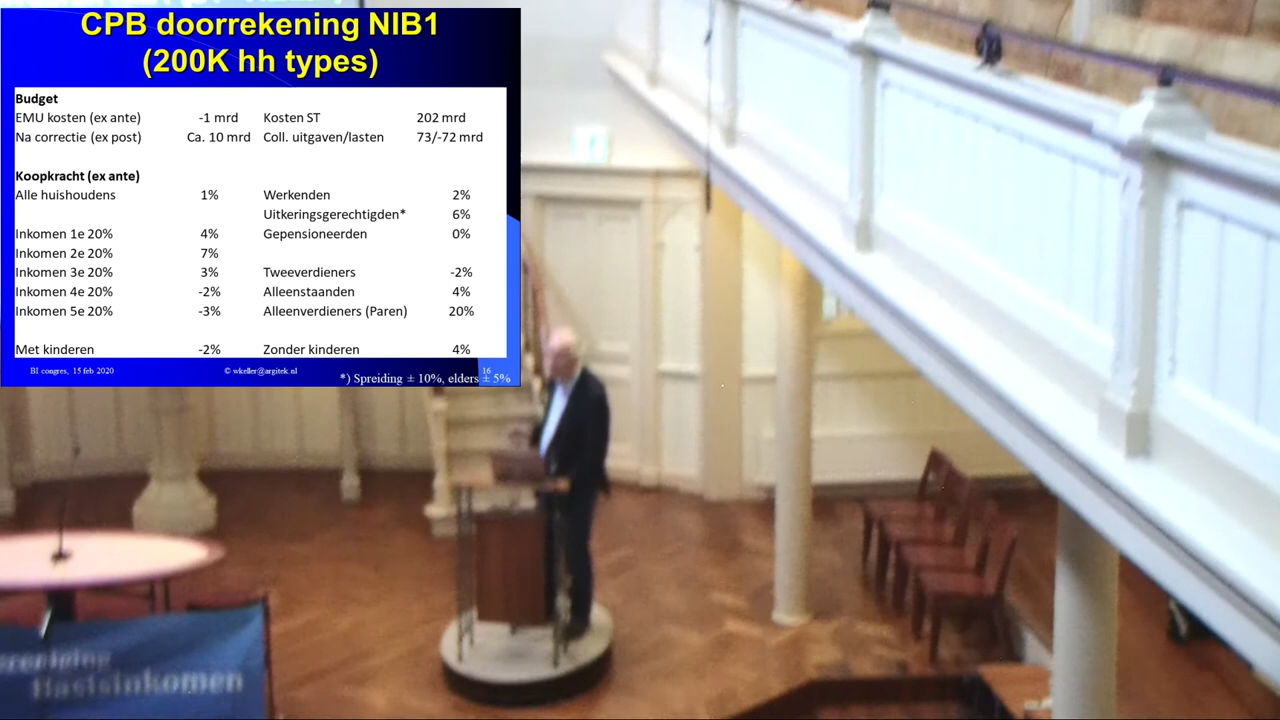 CPB doorrekening NIB1
(200K hh types)
Budget
EMU kosten (ex ante) -1 mrd Kosten ST 202 mrd
Na correctie (ex post) Ca. 10 mrd Coll. uitgaven/lasten 73/-72 mrd
Koopkracht (ex ante)
Alle huishoudens 1% Werkenden 2%
Uitkeringsgerechtigden* 6%
Inkomen 1e 20% 4% Gepensioneerden 0%
Inkomen 2e 20% 7%
Inkomen 3e 20% 3% Tweeverdieners -2%
Inkomen 4e 20% -2% Alleenstaanden 4%
Inkomen 5e 20% -3% Alleenverdieners (Paren) 20%
Met kinderen -2% Zonder kinderen 4%
BI congres, 15 feb 2020 © wkeller@argitek.nl 16
*) Spreiding ± 10%, elders ± 5%
Basisinkomen